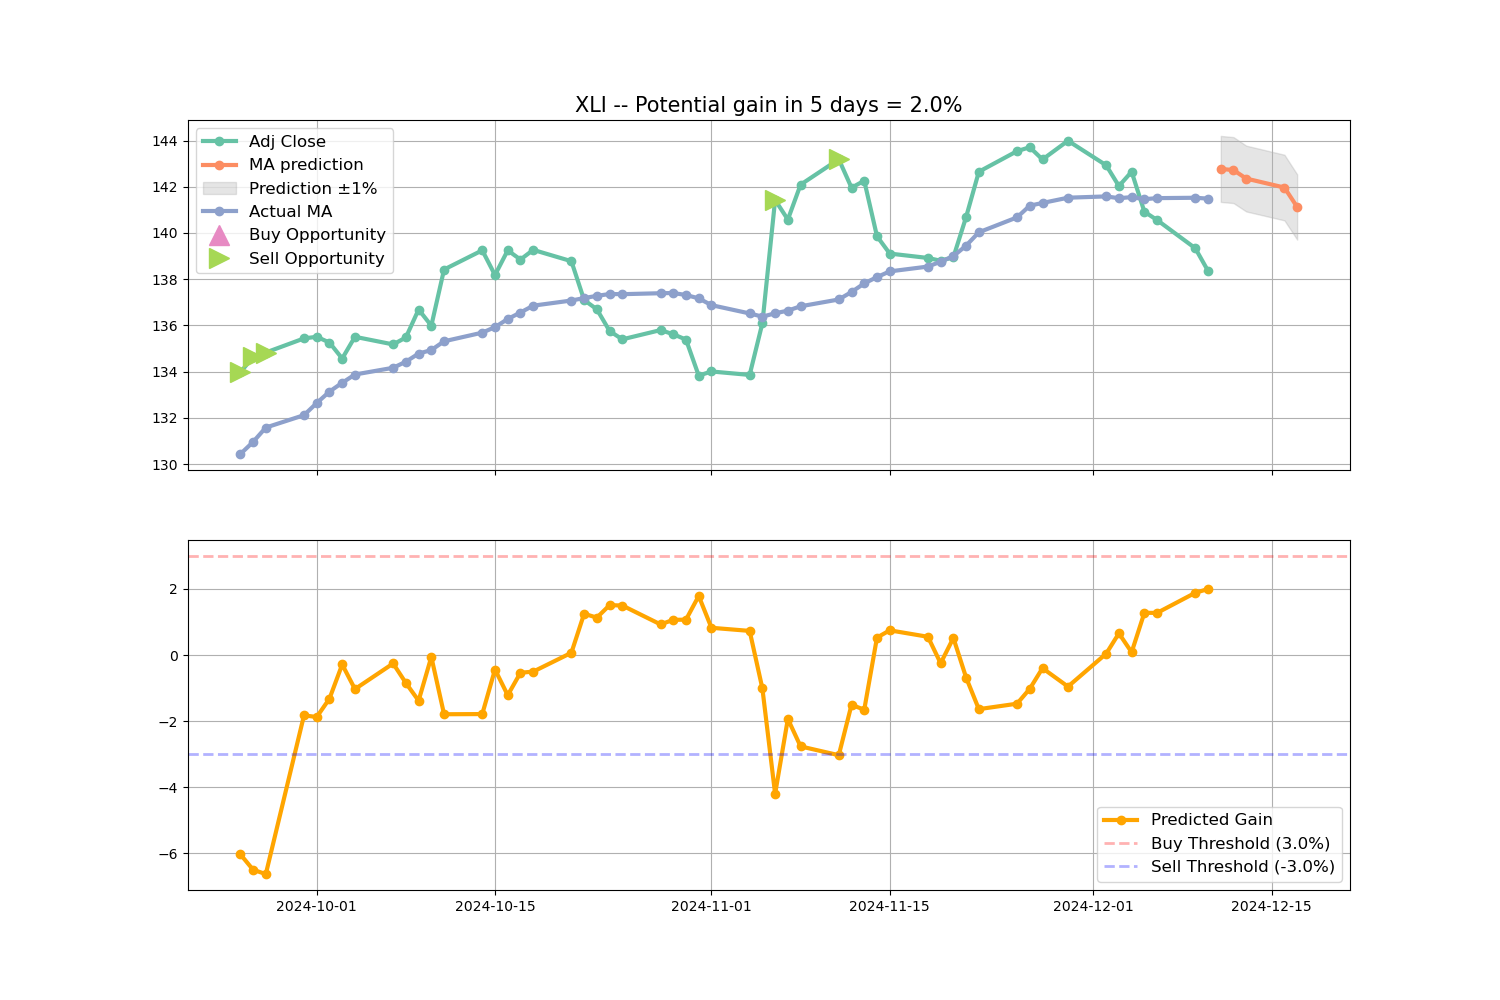 XLI -- Potential gain in 5 days = 2.0%
144
142
140
138
136
134
132
130
Adj Close
MA prediction
Prediction ±1%
Actual MA
Buy Opportunity
Sell Opportunity
2
0
−2
−4
−6
Predicted Gain
Buy Threshold (3.0%)
Sell Threshold (-3.0%)
2024-10-01
2024-10-15
2024-11-01
2024-11-15
2024-12-01
2024-12-15